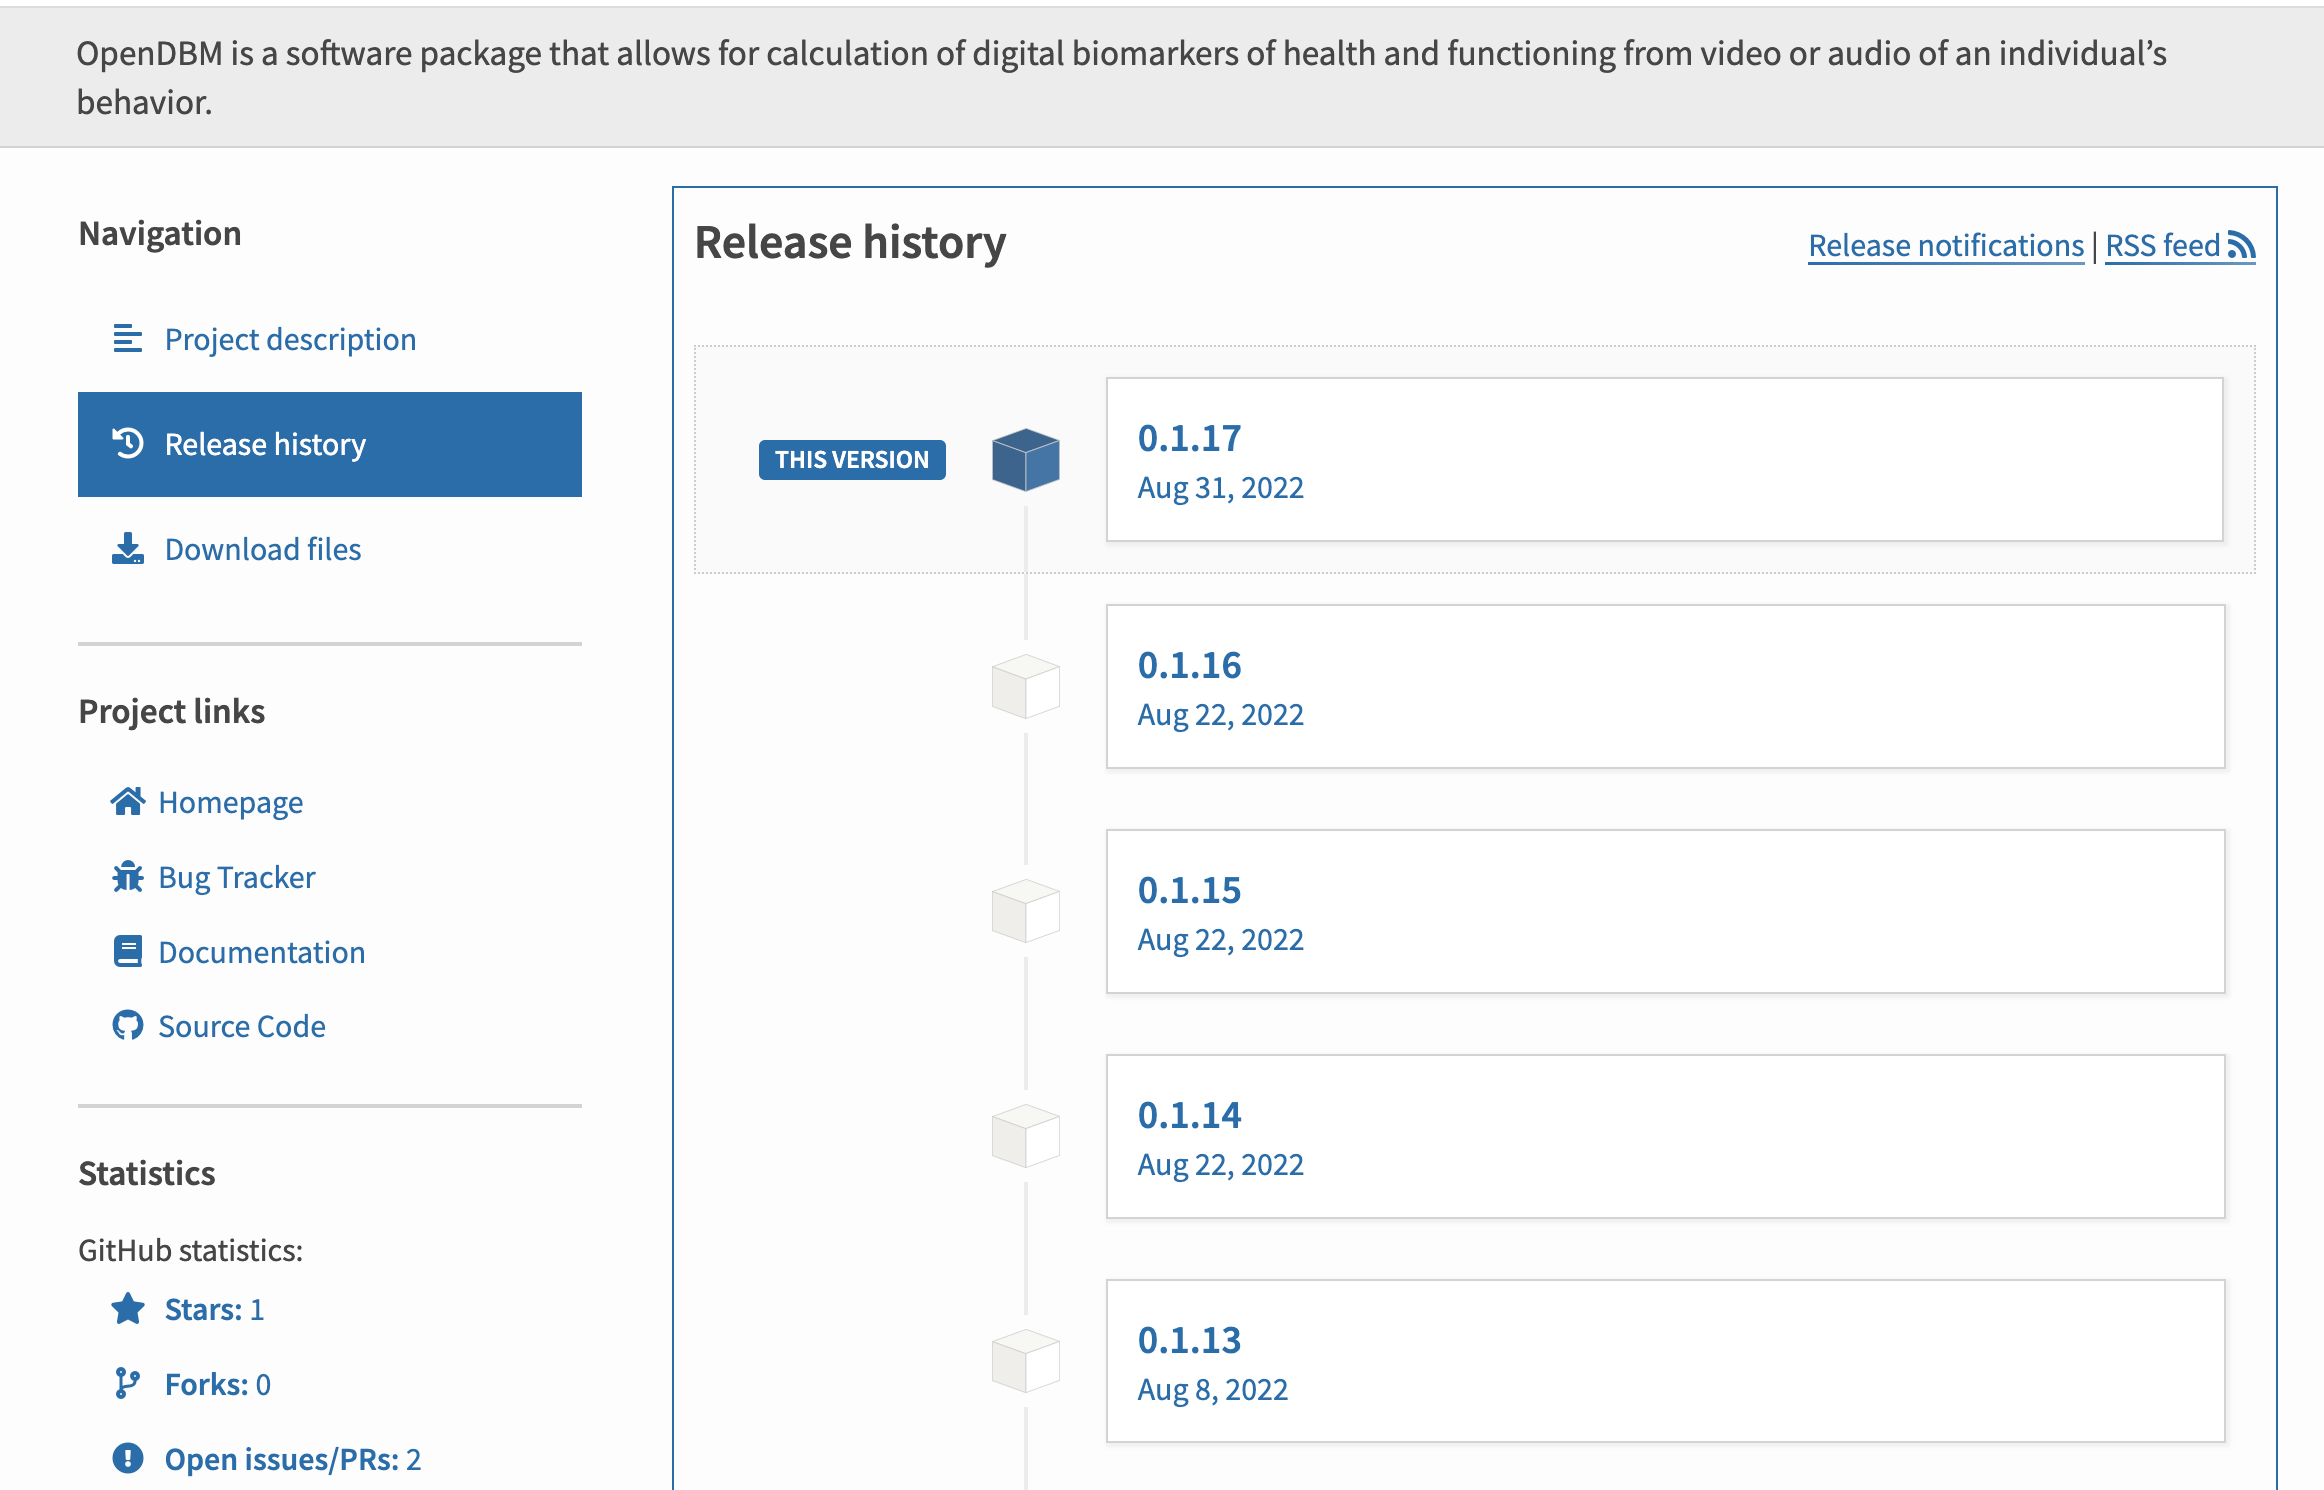 OpenDBM is a software package that allows for calculation of digital biomarkers of health and functioning from video or audio of an individual’s
behavior.
Navigation
Project description
Release history
Download files
Project links
Homepage
Bug Tracker
Documentation
Source Code
Statistics
GitHub statistics:
Stars: 1
Forks: 0
Open issues/PRs: 2
Release history
Release notifications | RSS feed
THIS VERSION
0.1.17
Aug 31, 2022
0.1.16
Aug 22, 2022
0.1.15
Aug 22, 2022
0.1.14
Aug 22, 2022
0.1.13
Aug 8, 2022